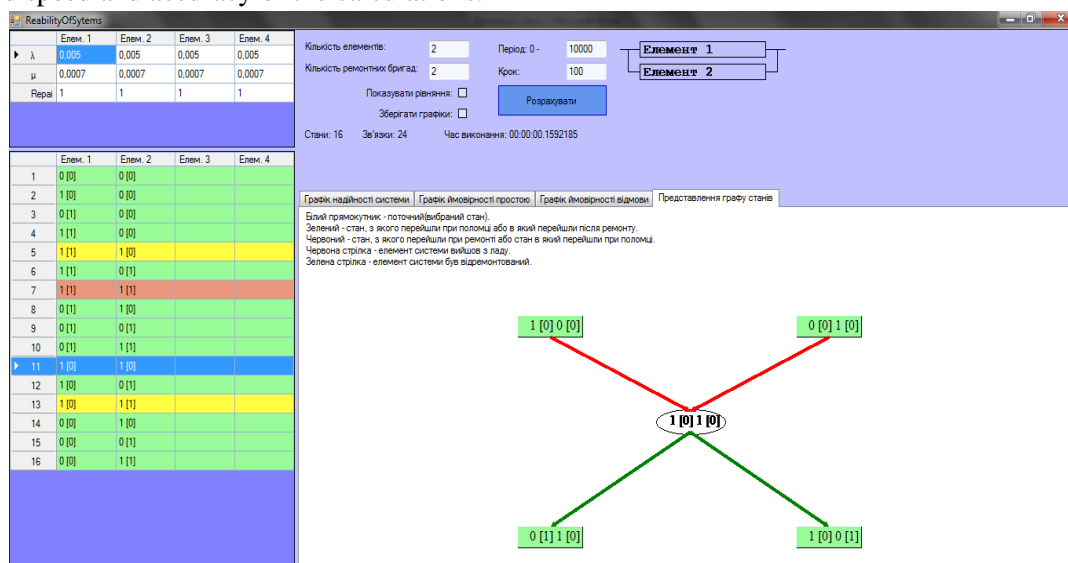 d speed and accuracy of the calculations.
ReabilityOfSytems
Елем. 1 Елем. 2 Елем. 3 Елем. 4
λ 0,005 0,005 0,005 0,005
μ 0,0007 0,0007 0,0007 0,0007
Repai 1 1 1 1
Кількість елементів: 2 Період: 0 - 10000
Кількість ремонтних бригад: 2 Крок: 100
Показувати рівняння:
Зберігати графіки:
Розрахувати
Стани: 16 Зв'язки: 24 Час виконання: 00:00:00.1592185
Елемент 1
Елемент 2
Елем. 1 Елем. 2 Елем. 3 Елем. 4
1 0 [0] 0 [0]
2 1 [0] 0 [0]
3 0 [1] 0 [0]
4 1 [1] 0 [0]
5 1 [1] 1 [0]
6 1 [1] 0 [1]
7 1 [1] 1 [1]
8 0 [1] 1 [0]
9 0 [1] 0 [1]
10 0 [1] 1 [1]
11 1 [0] 1 [0]
12 1 [0] 0 [1]
13 1 [0] 1 [1]
14 0 [0] 1 [0]
15 0 [0] 0 [1]
16 0 [0] 1 [1]
Графік надійності системи Графік ймовірності простою Графік ймовірності відмови Представлення графу станів
Білий прямокутник - поточний(вибраний стан).
Зелений - стан, з якого перейшли при поломці або в який перейшли після ремонту.
Червоний - стан, з якого перейшли при ремонті або стан в який перейшли при поломці.
Червона стрілка - елемент системи вийшов з ладу.
Зелена стрілка - елемент системи був відремонтований.
1 [0] 0 [0] 0 [0] 1 [0]
1 [0] 1 [0]
0 [1] 1 [0] 1 [0] 0 [1]